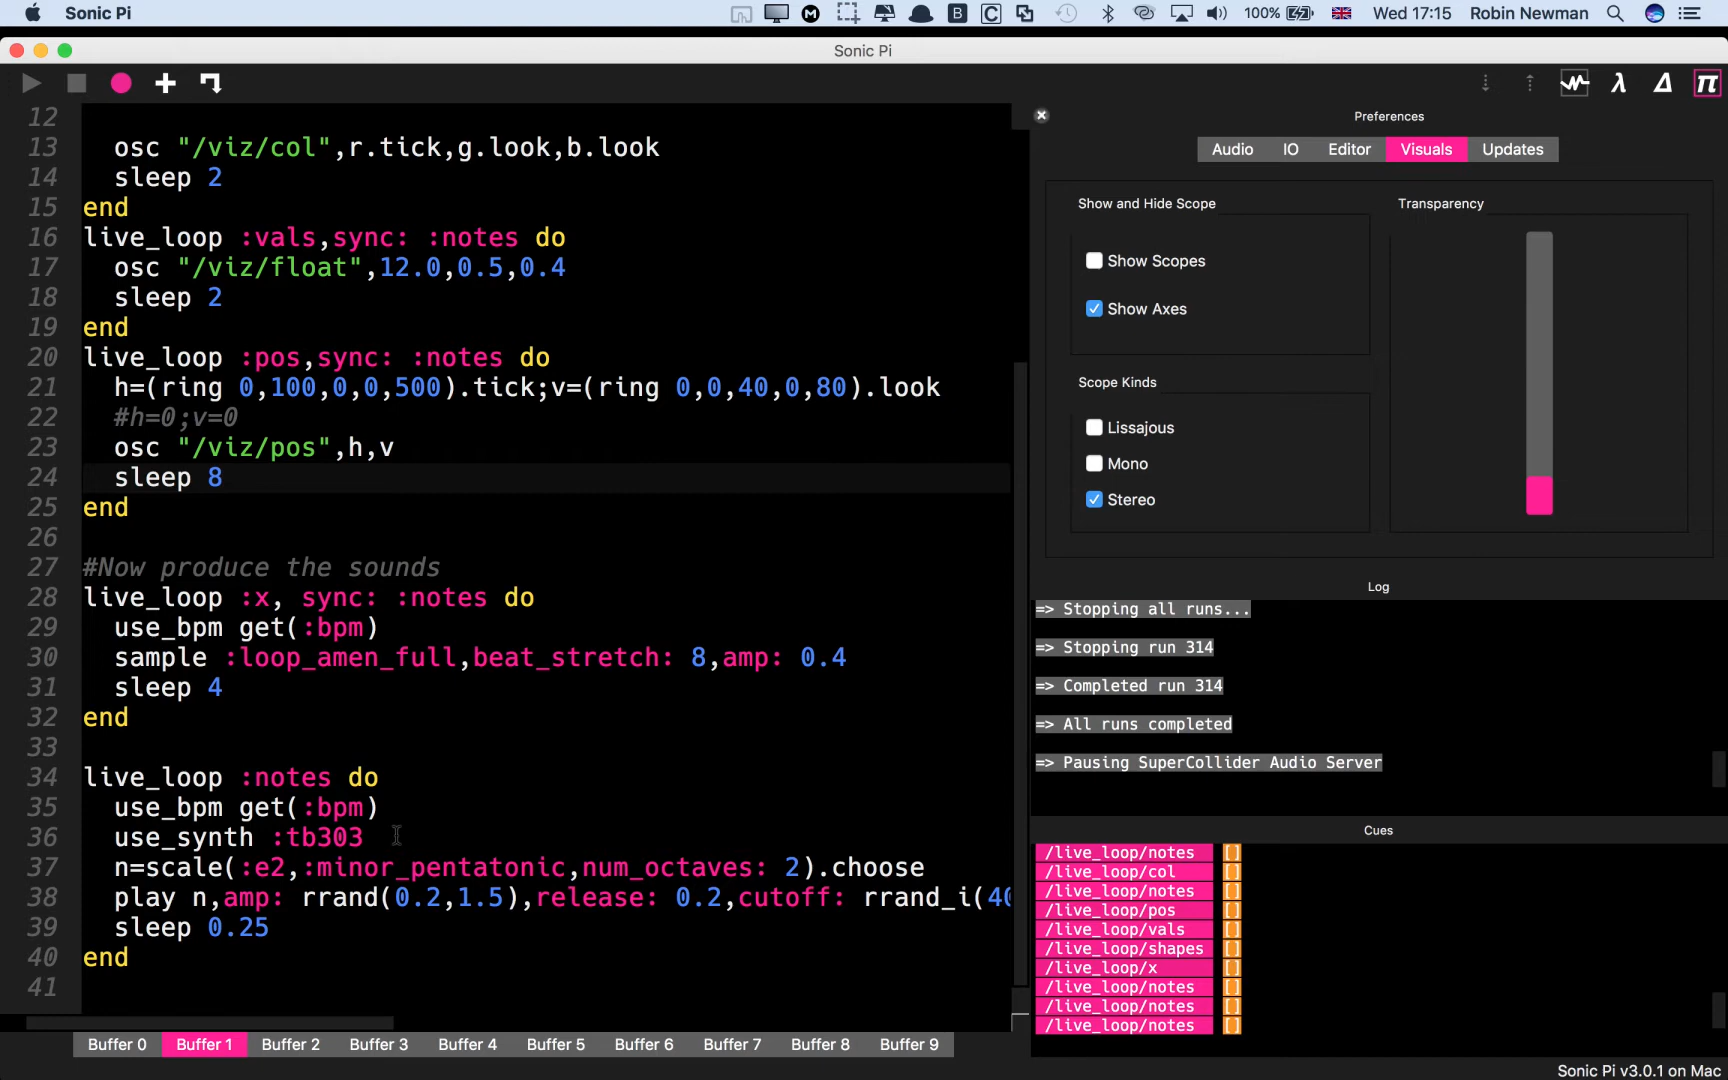 Sonic Pi
100%
Wed 17:15
Robin Newman
Sonic Pi
12
13 osc "/viz/col",r.tick,g.look,b.look
14 sleep 2
15 end
16 live_loop :vals,sync: :notes do
17 osc "/viz/float",12.0,0.5,0.4
18 sleep 2
19 end
20 live_loop :pos,sync: :notes do
21 h=(ring 0,100,0,0,500).tick;v=(ring 0,0,40,0,80).look
22 #h=0;v=0
23 osc "/viz/pos",h,v
24 sleep 8
25 end
26
27 #Now produce the sounds
28 live_loop :x, sync: :notes do
29 use_bpm get(:bpm)
30 sample :loop_amen_full,beat_stretch: 8,amp: 0.4
31 sleep 4
32 end
33
34 live_loop :notes do
35 use_bpm get(:bpm)
36 use_synth :tb303
37 n=scale(:e2,:minor_pentatonic,num_octaves: 2).choose
38 play n,amp: rrand(0.2,1.5),release: 0.2,cutoff: rrand_i(40
39 sleep 0.25
40 end
41
Buffer 0 Buffer 1 Buffer 2 Buffer 3 Buffer 4 Buffer 5 Buffer 6 Buffer 7 Buffer 8 Buffer 9
Preferences
Audio IO Editor Visuals Updates
Show and Hide Scope
Show Scopes
Show Axes
Scope Kinds
Lissajous
Mono
Stereo
Transparency
Log
=> Stopping all runs...
=> Stopping run 314
=> Completed run 314
=> All runs completed
=> Pausing SuperCollider Audio Server
Cues
/live_loop/notes []
/live_loop/col []
/live_loop/notes []
/live_loop/pos []
/live_loop/vals []
/live_loop/shapes []
/live_loop/x []
/live_loop/notes []
/live_loop/notes []
/live_loop/notes []
Sonic Pi v3.0.1 on Mac